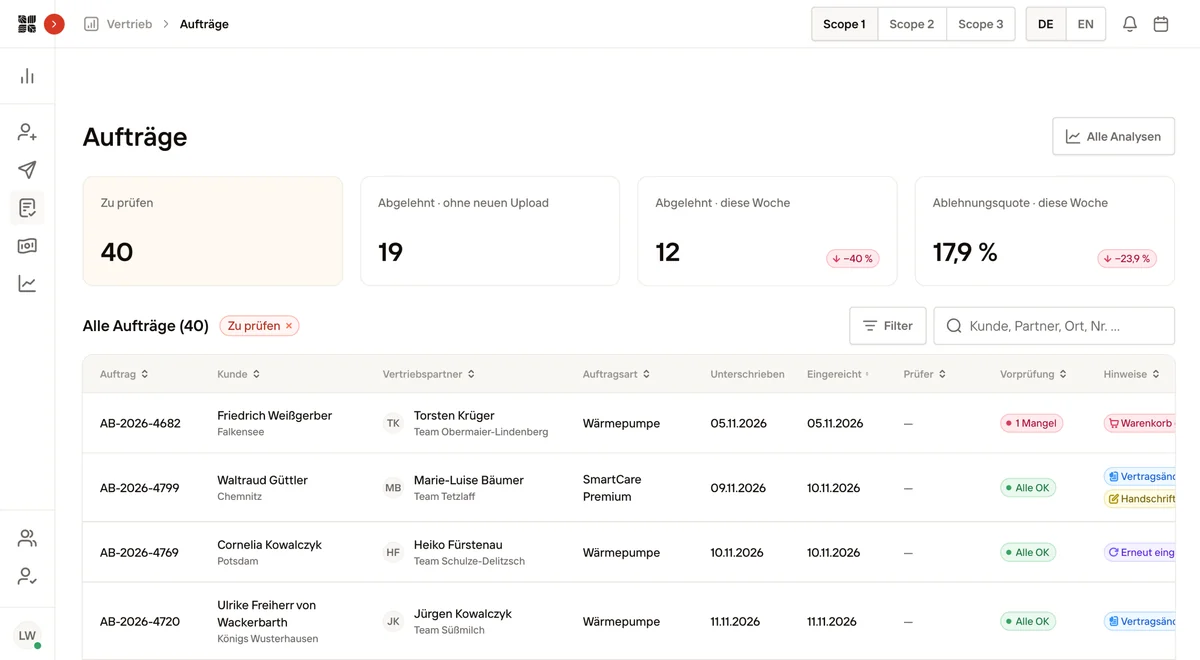 Vertrieb Aufträge Scope 1 Scope 2 Scope 3 DE EN
Aufträge
Alle Analysen
Zu prüfen
40
Abgelehnt · ohne neuen Upload
19
Abgelehnt · diese Woche
12
↓ −40 %
Ablehnungsquote · diese Woche
17,9 %
↓ −23,9 %
Alle Aufträge (40) Zu prüfen × Filter Kunde, Partner, Ort, Nr. ...
Auftrag Kunde Vertriebspartner Auftragsart Unterschrieben Eingereicht ↑ Prüfer Vorprüfung Hinweise
AB-2026-4682
Friedrich Weißgerber
Falkensee
TK
Torsten Krüger
Team Obermaier-Lindenberg
Wärmepumpe
05.11.2026
05.11.2026
—
1 Mangel
Warenkorb
AB-2026-4799
Waltraud Güttler
Chemnitz
MB
Marie-Luise Bäumer
Team Tetzlaff
SmartCare
Premium
09.11.2026
10.11.2026
—
Alle OK
Vertragsänd
Handschrift
AB-2026-4769
Cornelia Kowalczyk
Potsdam
HF
Heiko Fürstenau
Team Schulze-Delitzsch
Wärmepumpe
10.11.2026
10.11.2026
—
Alle OK
Erneut eing
AB-2026-4720
Ulrike Freiherr von
Wackerbarth
Königs Wusterhausen
JK
Jürgen Kowalczyk
Team Süßmilch
Wärmepumpe
11.11.2026
11.11.2026
—
Alle OK
Vertragsänd
LW